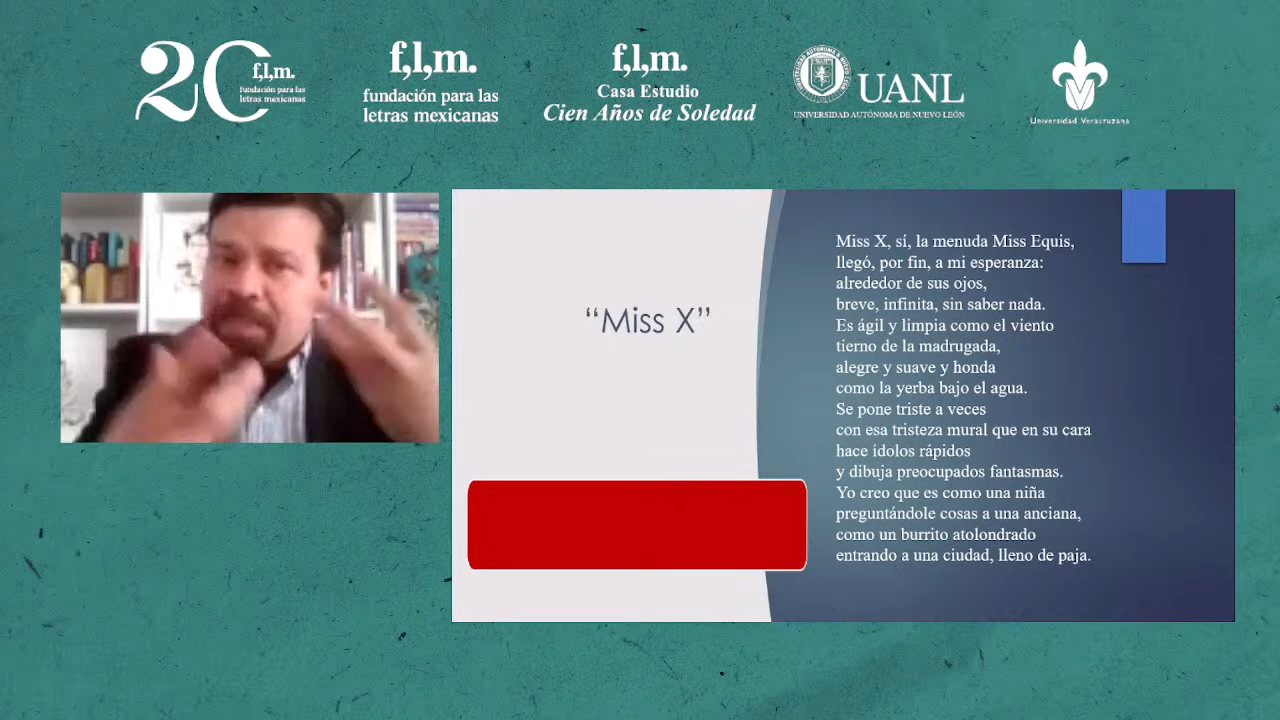 20 f,l,m.
fundación para las
letras mexicanas
f,l,m.
fundación para las
letras mexicanas
f,l,m.
Casa Estudio
Cien Años de Soledad
UANL
UNIVERSIDAD AUTÓNOMA DE NUEVO LEÓN
Universidad Veracruzana
“Miss X”
Miss X, sí, la menuda Miss Equis,
llegó, por fin, a mi esperanza:
alrededor de sus ojos,
breve, infinita, sin saber nada.
Es ágil y limpia como el viento
tierno de la madrugada,
alegre y suave y honda
como la yerba bajo el agua.
Se pone triste a veces
con esa tristeza mural que en su cara
hace ídolos rápidos
y dibuja preocupados fantasmas.
Yo creo que es como una niña
preguntándole cosas a una anciana,
como un burrito atolondrado
entrando a una ciudad, lleno de paja.